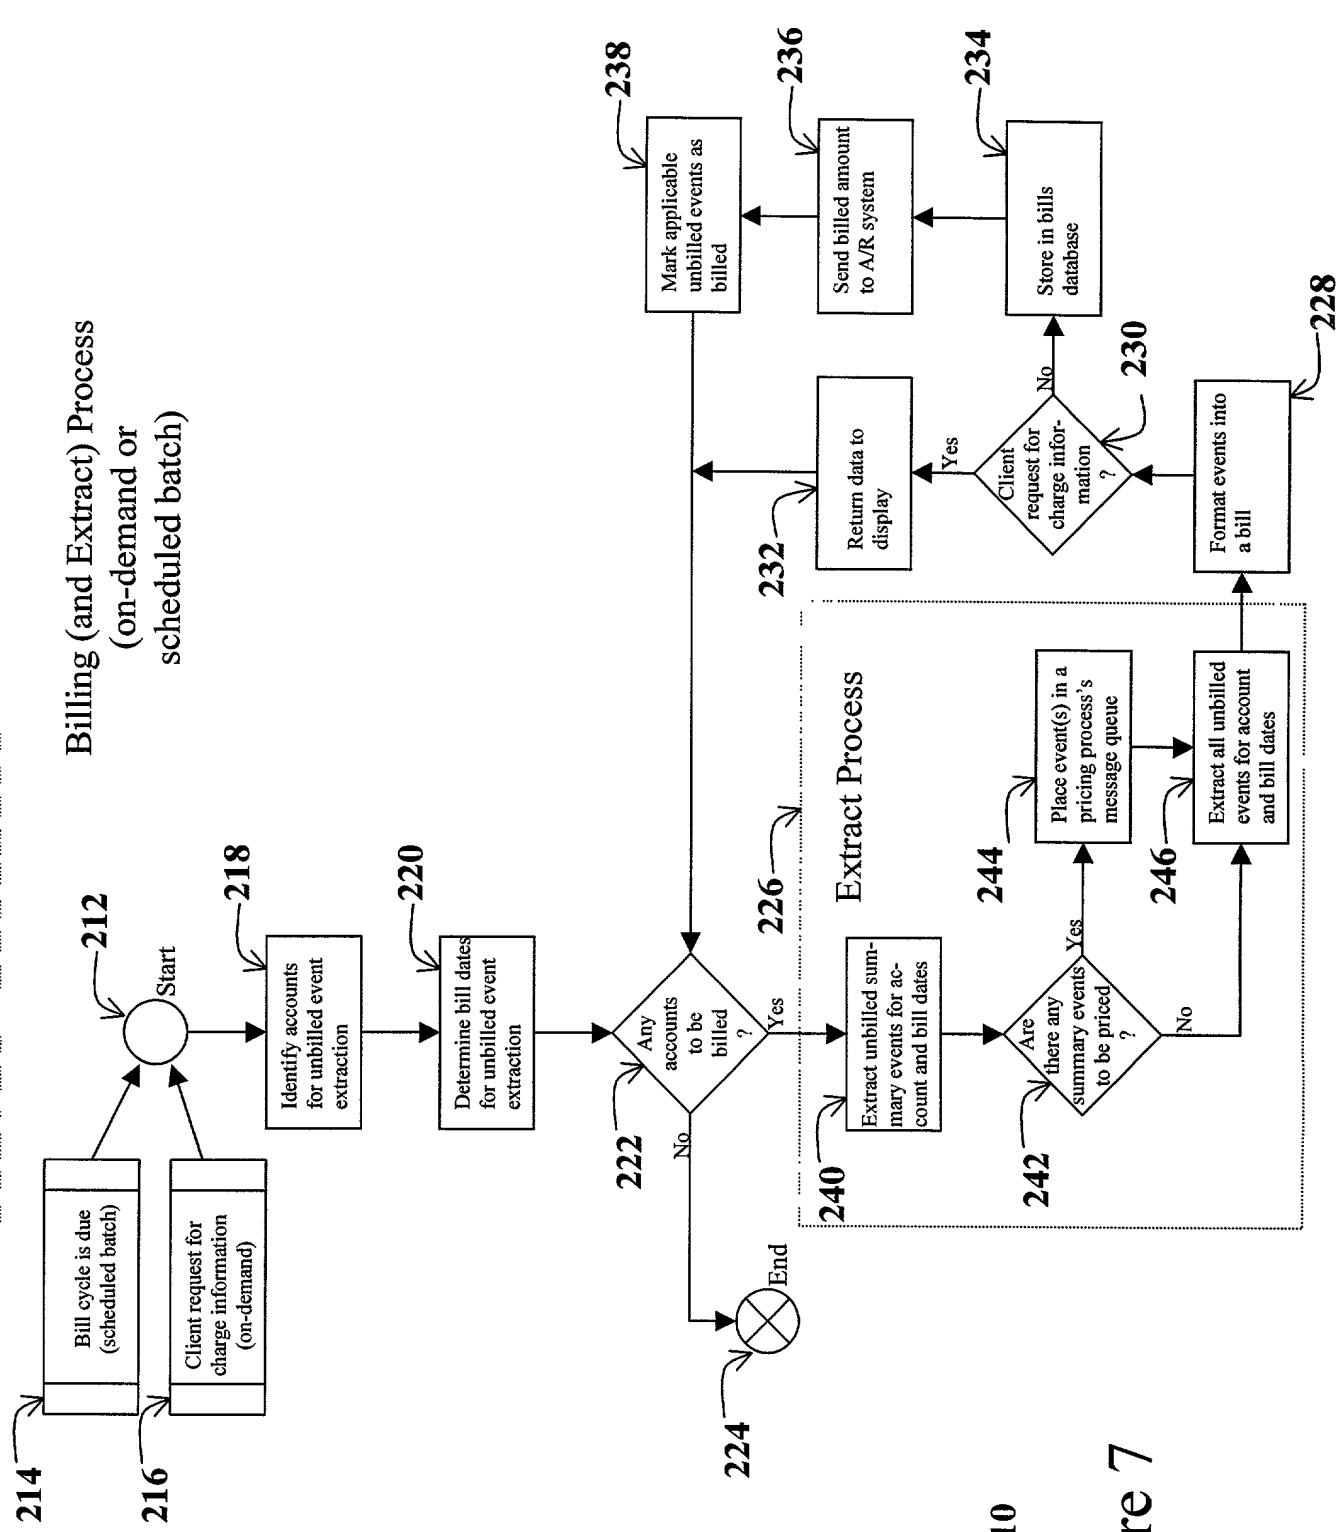 Billing (and Extract) Process
(on-demand or
scheduled batch)
214
Bill cycle is due
(scheduled batch)
216
Client request for
charge information
(on-demand)
212
Start
218
Identify accounts
for unbilled event
extraction
220
Determine bill dates
for unbilled event
extraction
222
Any
accounts
to be
billed
?
No
Yes
224
End
226
Extract Process
240
Extract unbilled sum-
mary events for ac-
count and bill dates
242
Are
there any
summary events
to be priced
?
Yes
No
244
Place event(s) in a
pricing process's
message queue
246
Extract all unbilled
events for account
and bill dates
228
Format events into
a bill
230
Client
request for
charge infor-
mation
?
Yes
No
232
Return data to
display
234
Store in bills
database
236
Send billed amount
to A/R system
238
Mark applicable
unbilled events as
billed
10
re 7